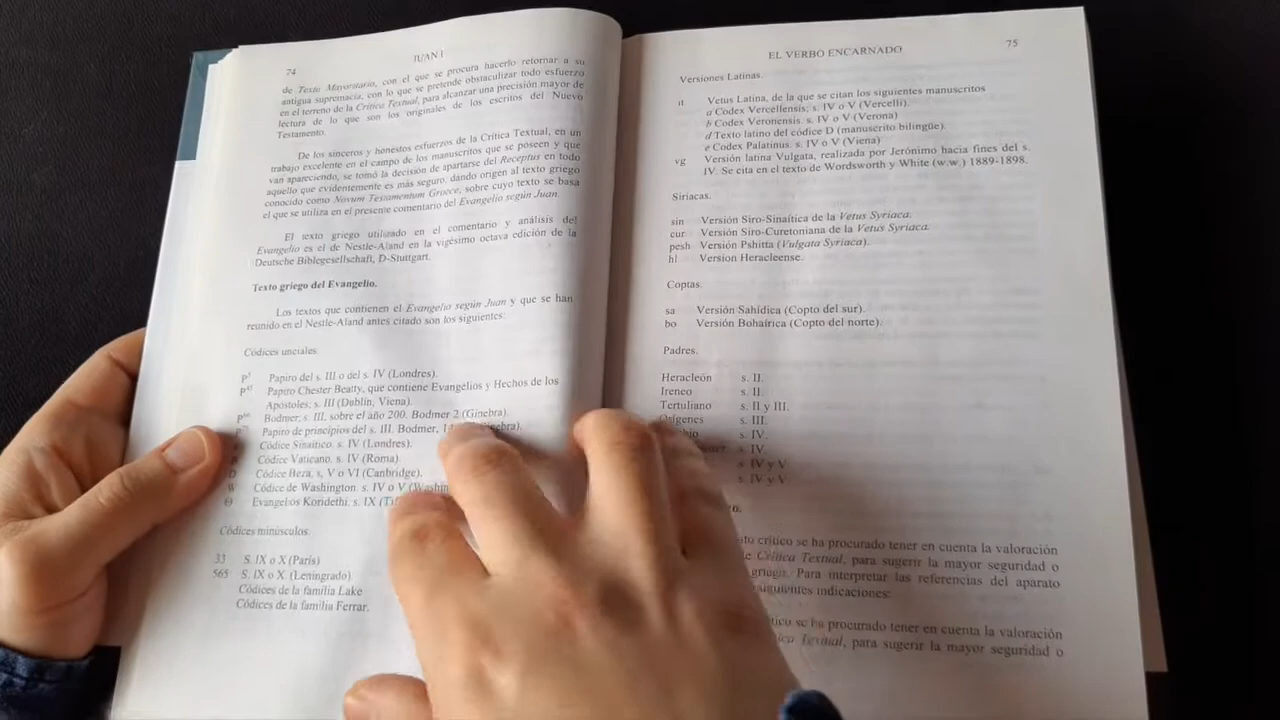 74
JUAN I
de Texto Mayoritario, con el que se procura hacerlo retornar a su
antigua supremacía, con lo que se pretende obstaculizar todo esfuerzo
en el terreno de la Crítica Textual, para alcanzar una precisión mayor de
lectura de lo que son los originales de los escritos del Nuevo
Testamento.
De los sinceros y honestos esfuerzos de la Crítica Textual, en un
trabajo excelente en el campo de los manuscritos que se poseen y que
van apareciendo, se tomó la decisión de apartarse del Receptus en todo
aquello que evidentemente es más seguro, dando origen al texto griego
conocido como Novum Testamentum Graece, sobre cuyo texto se basa
el que se utiliza en el presente comentario del Evangelio según Juan.
El texto griego utilizado en el comentario y análisis del
Evangelio es el de Nestle-Aland en la vigésimo octava edición de la
Deutsche Biblegesellschaft, D-Stuttgart.
Texto griego del Evangelio.
Los textos que contienen el Evangelio según Juan y que se han
reunido en el Nestle-Aland antes citado son los siguientes:
Códices unciales.
Papiro del s. III o del s. IV (Londres).
Papiro Chester Beatty, que contiene Evangelios y Hechos de los
Apóstoles, s. III (Dublín, Viena).
P66 Bodmer, s. III, sobre el año 200. Bodmer 2 (Ginebra).
Papiro de principios del s. III. Bodmer,
Códice Sinaítico. s. IV (Londres).
Códice Vaticano. s. IV (Roma)
Códice Beza. s, V o VI (Canbridge).
W Códice de Washington. s. IV o V
Θ Evangelios Koridethi. s. IX
Códices minúsculos.
33 S. IX o X (París)
565 S. IX o X. (Leningrado)
Códices de la familia Lake
Códices de la familia Ferrar.
EL VERBO ENCARNADO
75
Versiones Latinas.
it Vetus Latina, de la que se citan los siguientes manuscritos
a Codex Vercellensis; s. IV o V (Vercelli).
b Codex Veronensis. s. IV o V (Verona)
d Texto latino del códice D (manuscrito bilingüe).
e Codex Palatinus. s. IV o V (Viena)
vg Versión latina Vulgata, realizada por Jerónimo hacia fines del s.
IV. Se cita en el texto de Wordsworth y White (w.w.) 1889-1898.
Siríacas.
sin Versión Siro-Sinaítica de la Vetus Syriaca.
cur Versión Siro-Curetoniana de la Vetus Syriaca.
pesh Versión Pshitta (Vulgata Syriaca).
hl Version Heracleense.
Coptas.
sa Versión Sahídica (Copto del sur).
bo Versión Bohaírica (Copto del norte).
Padres.
Heracleón s. II.
Ireneo s. II.
Tertuliano s. II y III.
Orígenes s. III.
s. IV.
s. IV.
s. IV y V
s. IV y V.
crítico se ha procurado tener en cuenta la valoración
Crítica Textual, para sugerir la mayor seguridad o
griego. Para interpretar las referencias del aparato
siguientes indicaciones:
se ha procurado tener en cuenta la valoración
Textual, para sugerir la mayor seguridad o